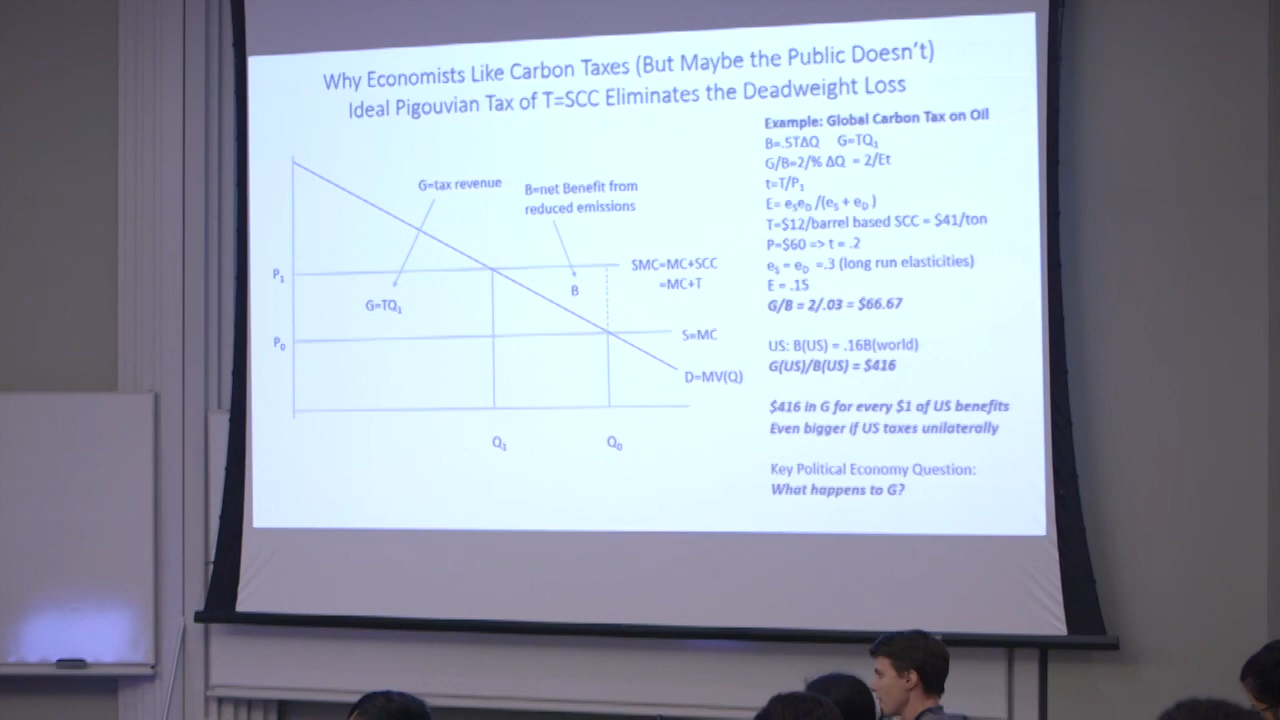 Why Economists Like Carbon Taxes (But Maybe the Public Doesn't)
Ideal Pigouvian Tax of T=SCC Eliminates the Deadweight Loss
G=tax revenue
B=net Benefit from
reduced emissions
P₁
G=TQ₁
B
SMC=MC+SCC
=MC+T
P₀
S=MC
D=MV(Q)
Q₁
Q₀
Example: Global Carbon Tax on Oil
B=.5TΔQ G=TQ₁
G/B=2/% ΔQ = 2/Et
t=T/P₁
E= eₛe_D/(eₛ + e_D)
T=$12/barrel based SCC = $41/ton
P=$60 => t = .2
eₛ = e_D =.3 (long run elasticities)
E = .15
G/B = 2/.03 = $66.67
US: B(US) = .16B(world)
G(US)/B(US) = $416
$416 in G for every $1 of US benefits
Even bigger if US taxes unilaterally
Key Political Economy Question:
What happens to G?